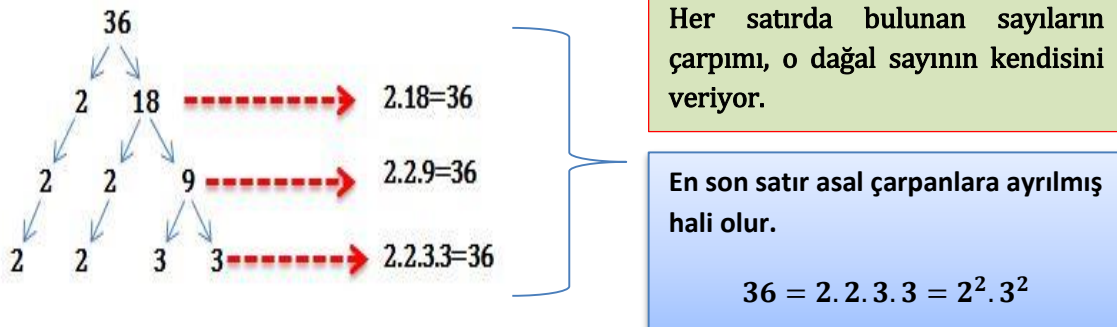 36
2 18 2.18=36
2 2 9 2.2.9=36
2 2 3 3 2.2.3.3=36
Her satırda bulunan sayıların
çarpımı, o dağal sayının kendisini
veriyor.
En son satır asal çarpanlara ayrılmış
hali olur.
36 = 2.2.3.3 = 2².3²